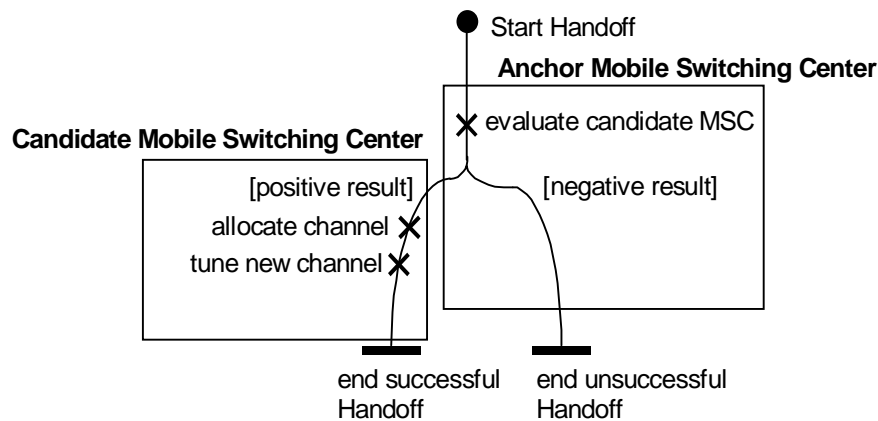 Start Handoff
Anchor Mobile Switching Center
evaluate candidate MSC
Candidate Mobile Switching Center
[positive result]
[negative result]
allocate channel
tune new channel
end successful
Handoff
end unsuccessful
Handoff